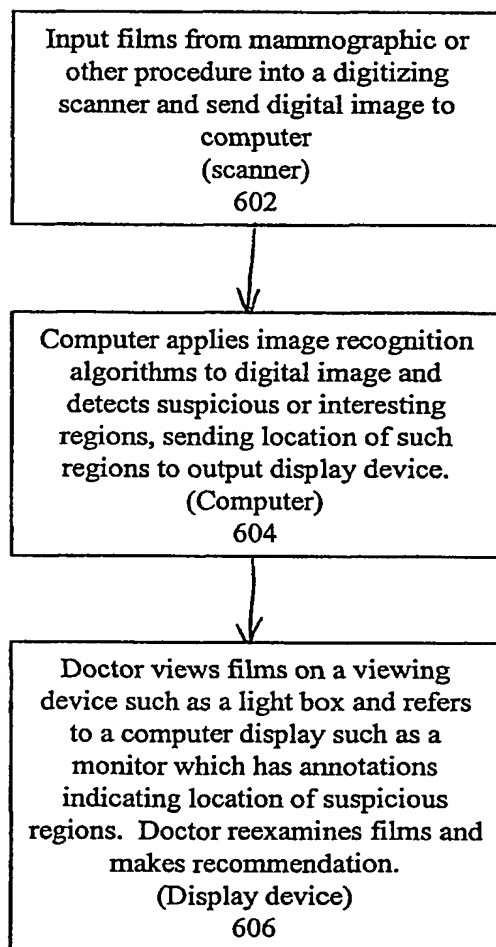 Input films from mammographic or
other procedure into a digitizing
scanner and send digital image to
computer
(scanner)
602
Computer applies image recognition
algorithms to digital image and
detects suspicious or interesting
regions, sending location of such
regions to output display device.
(Computer)
604
Doctor views films on a viewing
device such as a light box and refers
to a computer display such as a
monitor which has annotations
indicating location of suspicious
regions.  Doctor reexamines films and
makes recommendation.
(Display device)
606